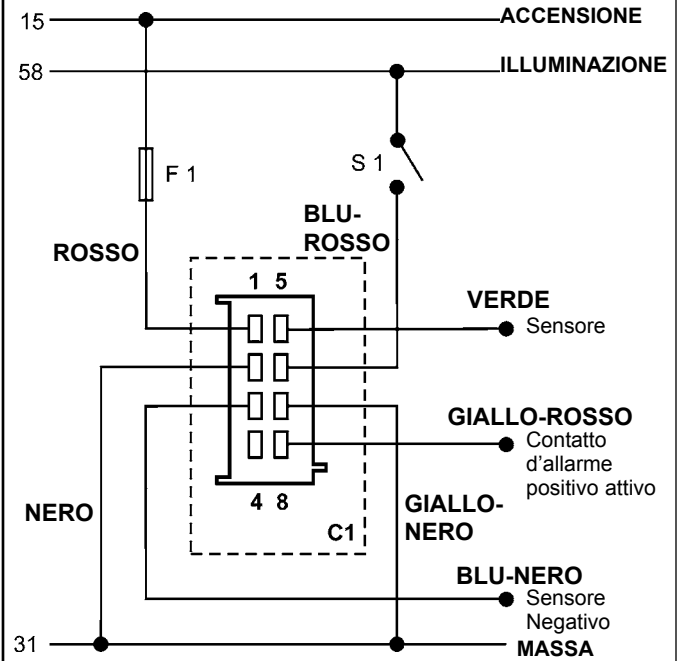 15
ACCENSIONE
58
ILLUMINAZIONE
F 1
S 1
BLU-
ROSSO
ROSSO
1 5
VERDE
Sensore
GIALLO-ROSSO
Contatto
d'allarme
positivo attivo
4 8
NERO
GIALLO-
NERO
C1
BLU-NERO
Sensore
Negativo
31
MASSA